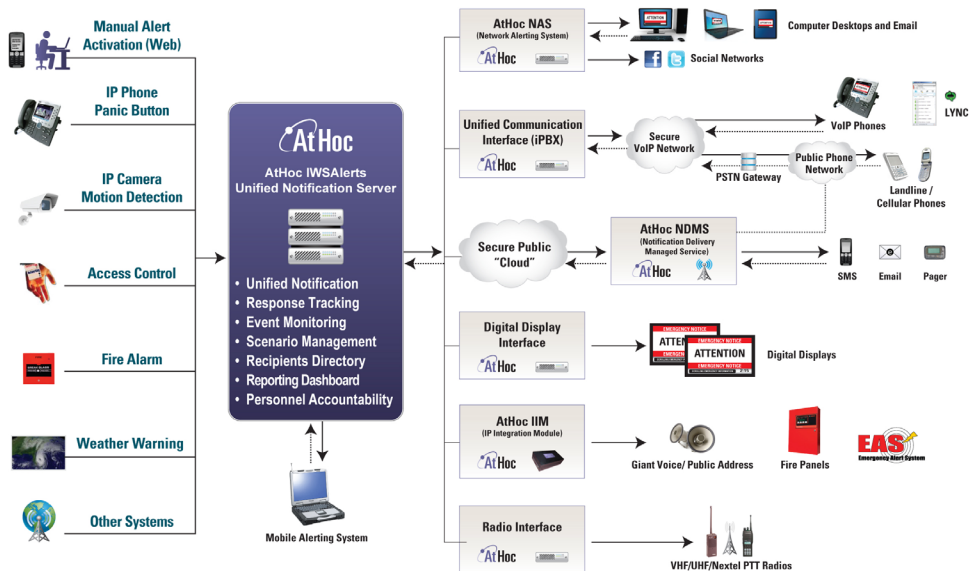 Manual Alert
Activation (Web)
IP Phone
Panic Button
IP Camera
Motion Detection
Access Control
Fire Alarm
Weather Warning
Other Systems
AtHoc
AtHoc IWSAlerts
Unified Notification Server
• Unified Notification
• Response Tracking
• Event Monitoring
• Scenario Management
• Recipients Directory
• Reporting Dashboard
• Personnel Accountability
Mobile Alerting System
AtHoc NAS
(Network Alerting System)
AtHoc
ATTENTION
Computer Desktops and Email
Social Networks
Unified Communication
Interface (iPBX)
AtHoc
Secure
VoIP Network
VoIP Phones
LYNC
PSTN Gateway
Public Phone
Network
Landline /
Cellular Phones
Secure Public
"Cloud"
AtHoc NDMS
(Notification Delivery
Managed Service)
AtHoc
SMS
Email
Pager
Digital Display
Interface
AtHoc
EMERGENCY NOTICE
EMERGENCY NOTICE
ATTENTION
Digital Displays
AtHoc IIM
(IP Integration Module)
AtHoc
Giant Voice/ Public Address
Fire Panels
EAS
Emergency Alert System
Radio Interface
AtHoc
VHF/UHF/Nextel PTT Radios